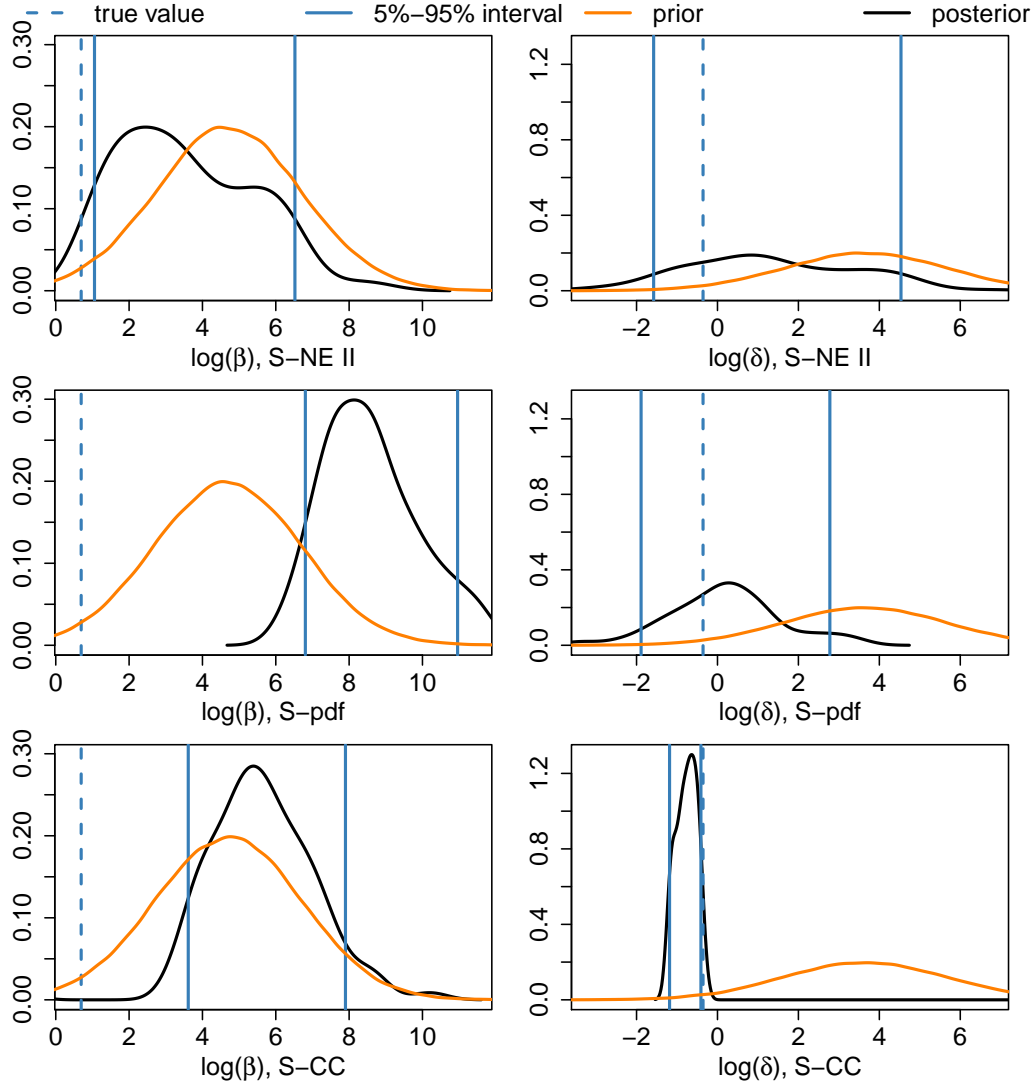 true value 5%−95% interval prior posterior
0.00 0.10 0.20 0.30
0 2 4 6 8 10
log(β), S−NE II
0.0 0.4 0.8 1.2
−2 0 2 4 6
log(δ), S−NE II
0.00 0.10 0.20 0.30
0 2 4 6 8 10
log(β), S−pdf
0.0 0.4 0.8 1.2
−2 0 2 4 6
log(δ), S−pdf
0.00 0.10 0.20 0.30
0 2 4 6 8 10
log(β), S−CC
0.0 0.4 0.8 1.2
−2 0 2 4 6
log(δ), S−CC